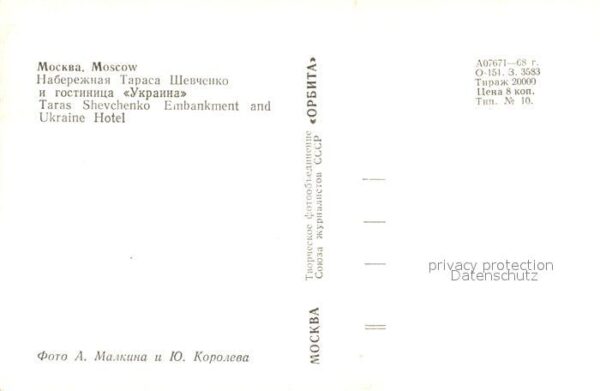 Москва. Moscow
Набережная Тараса Шевченко
и гостиница «Украина»
Taras Shevchenko Embankment and
Ukraine Hotel
Фото А. Малкина и Ю. Королева
МОСКВА
Творческое фотообъединение
Союза журналистов СССР
«ОРБИТА»
А07671—68 г.
О-151. З. 3583
Тираж 20000
Цена 8 коп.
Тип. № 10.
privacy protection
Datenschutz